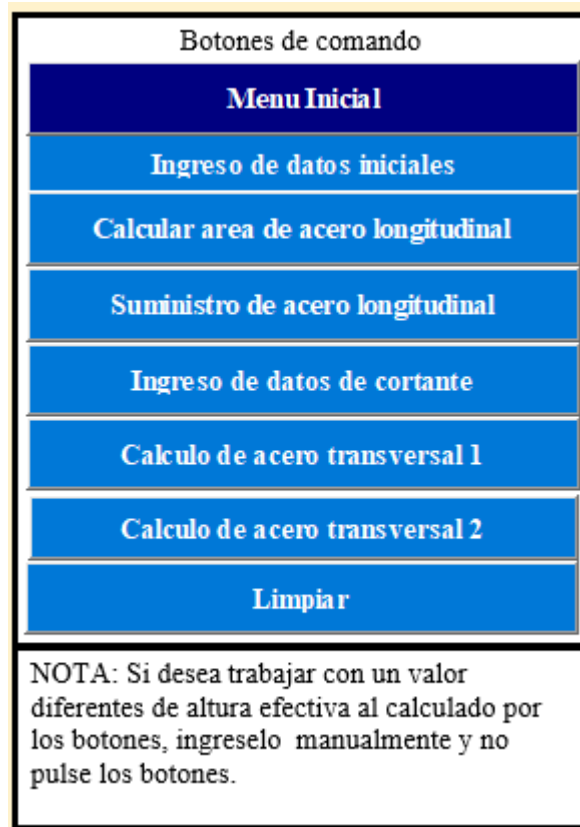 Botones de comando
Menu Inicial
Ingreso de datos iniciales
Calcular area de acero longitudinal
Suministro de acero longitudinal
Ingreso de datos de cortante
Calculo de acero transversal 1
Calculo de acero transversal 2
Limpiar
NOTA: Si desea trabajar con un valor
diferentes de altura efectiva al calculado por
los botones, ingreselo manualmente y no
pulse los botones.